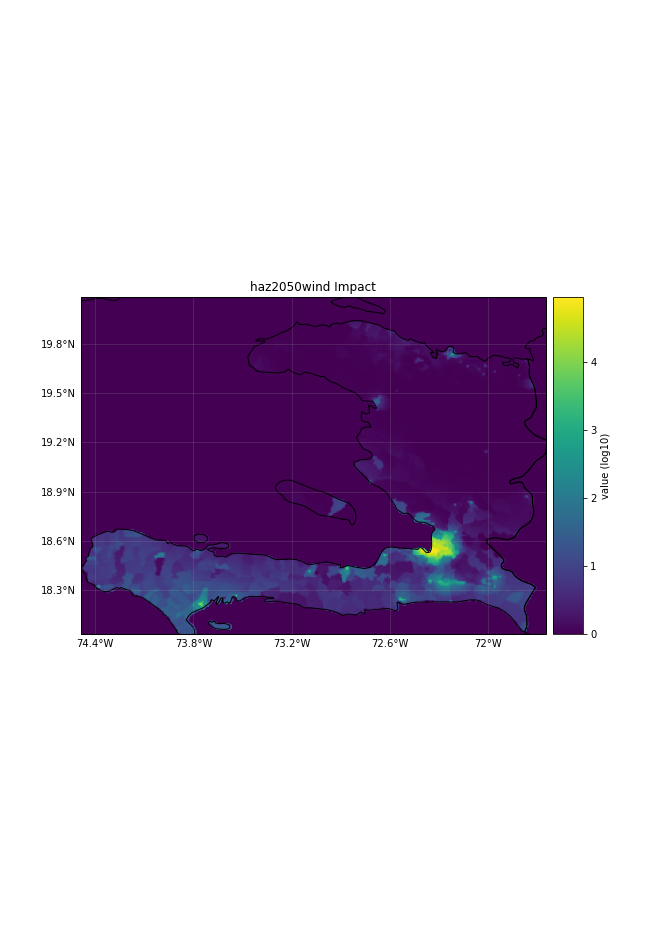 haz2050wind Impact
19.8°N
19.5°N
19.2°N
18.9°N
18.6°N
18.3°N
74.4°W
73.8°W
73.2°W
72.6°W
72°W
4
3
2
1
0
value (log10)